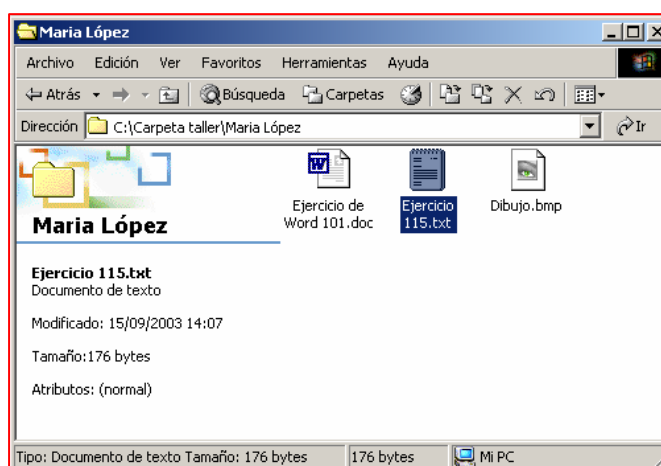 Maria López
Archivo Edición Ver Favoritos Herramientas Ayuda
Atrás Búsqueda Carpetas
Dirección C:\Carpeta taller\Maria López Ir
Maria López
Ejercicio 115.txt
Documento de texto
Modificado: 15/09/2003 14:07
Tamaño:176 bytes
Atributos: (normal)
Ejercicio de
Word 101.doc
Ejercicio
115.txt
Dibujo.bmp
Tipo: Documento de texto Tamaño: 176 bytes 176 bytes Mi PC